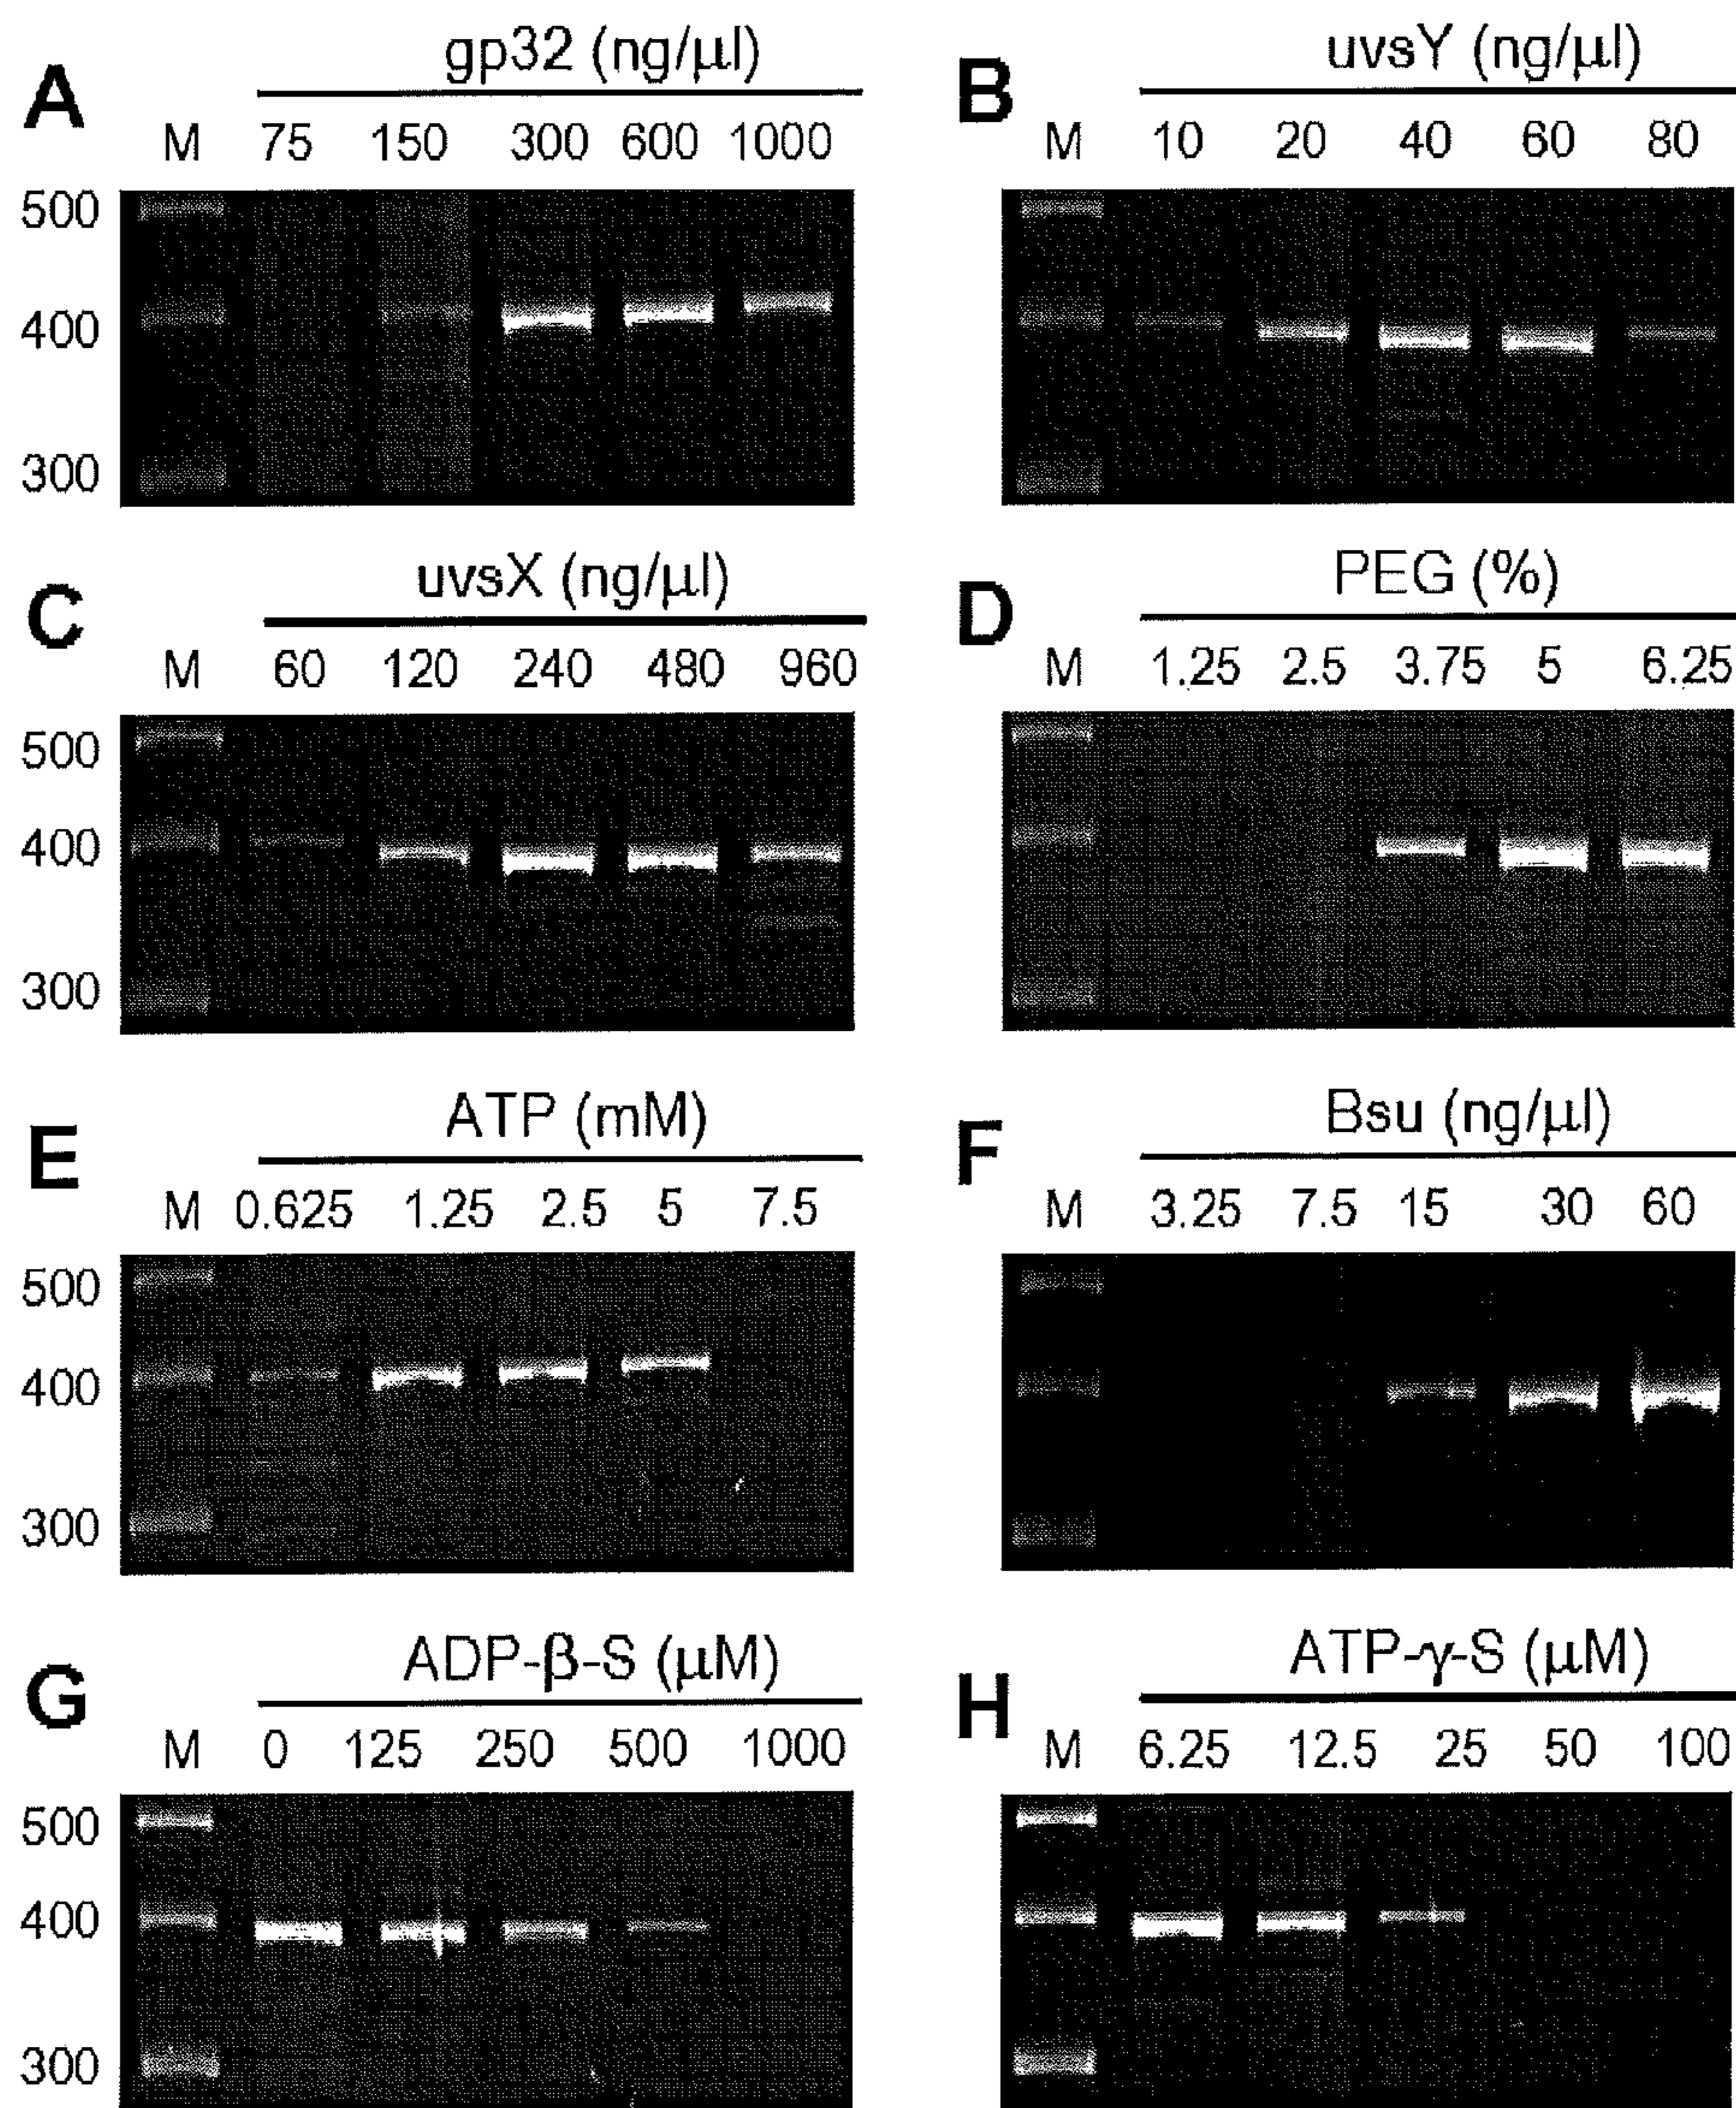 A
gp32 (ng/μl)
M 75 150 300 600 1000
500
400
300
B
uvsY (ng/μl)
M 10 20 40 60 80
C
uvsX (ng/μl)
M 60 120 240 480 960
500
400
300
D
PEG (%)
M 1.25 2.5 3.75 5 6.25
E
ATP (mM)
M 0.625 1.25 2.5 5 7.5
500
400
300
F
Bsu (ng/μl)
M 3.25 7.5 15 30 60
G
ADP-β-S (μM)
M 0 125 250 500 1000
500
400
300
H
ATP-γ-S (μM)
M 6.25 12.5 25 50 100